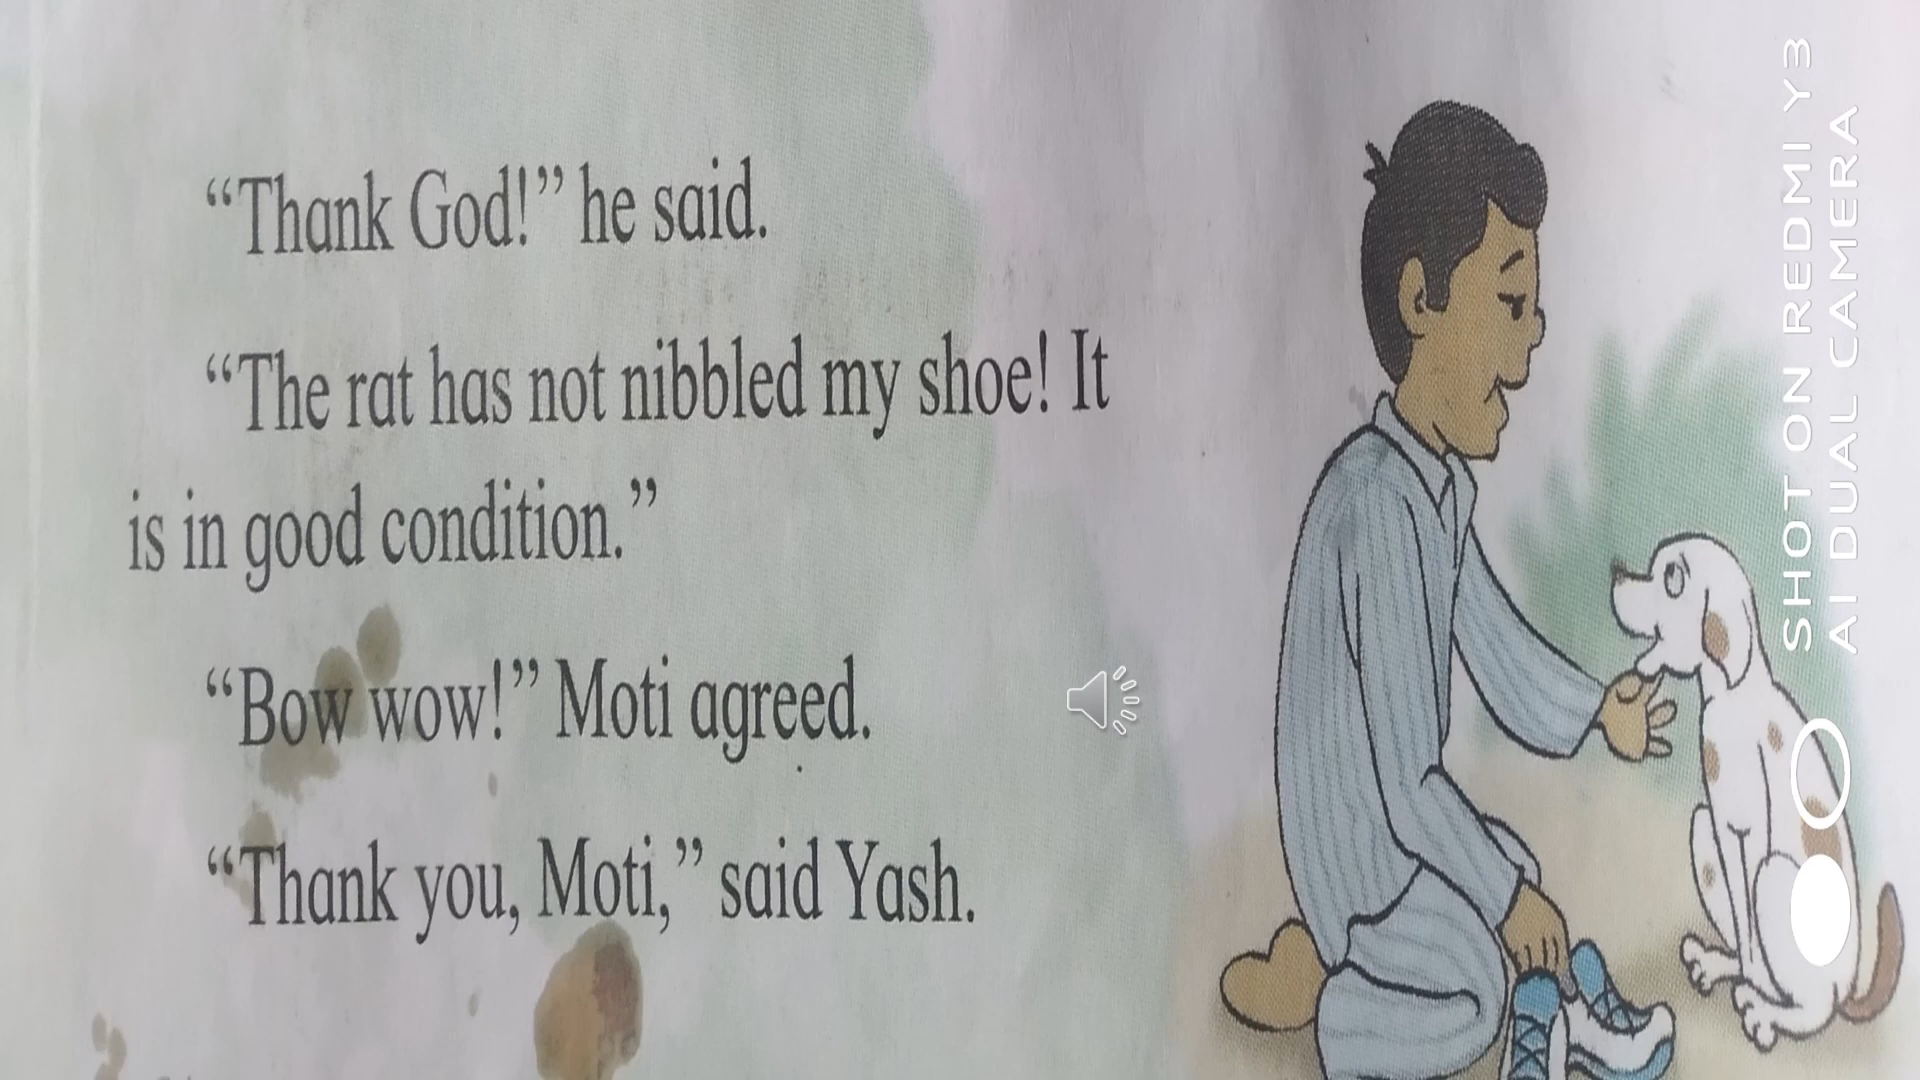 “Thank God!” he said.
“The rat has not nibbled my shoe! It
is in good condition.”
“Bow wow!” Moti agreed.
“Thank you, Moti,” said Yash.
SHOT ON REDMI Y3
AI DUAL CAMERA